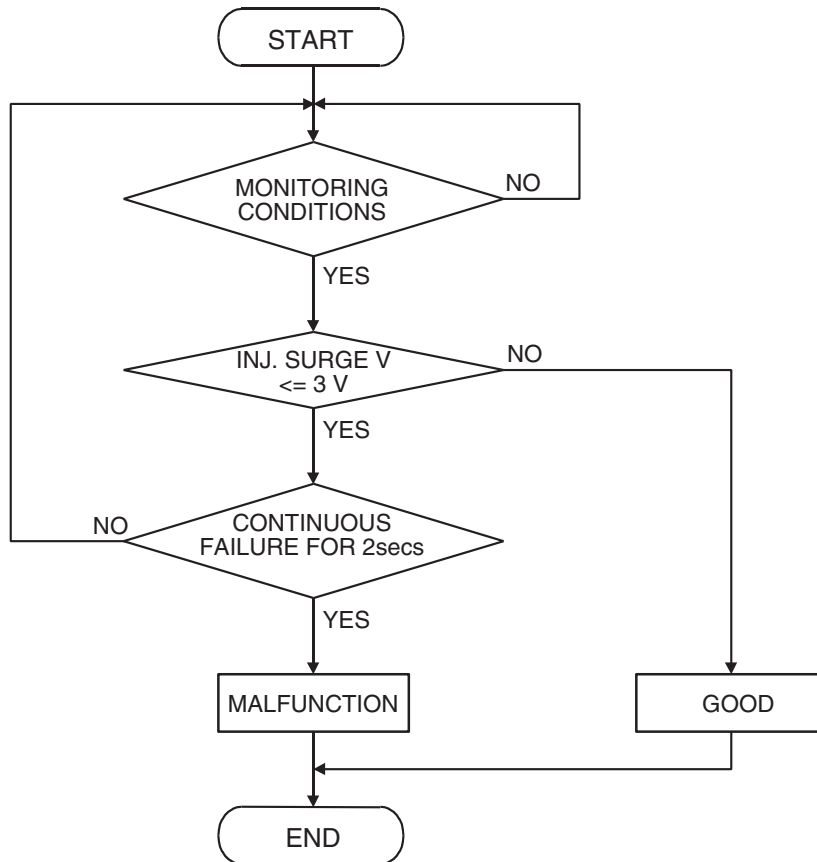 START
MONITORING
CONDITIONS
NO
YES
INJ. SURGE V
<= 3 V
NO
YES
CONTINUOUS
FAILURE FOR 2secs
NO
YES
MALFUNCTION
GOOD
END